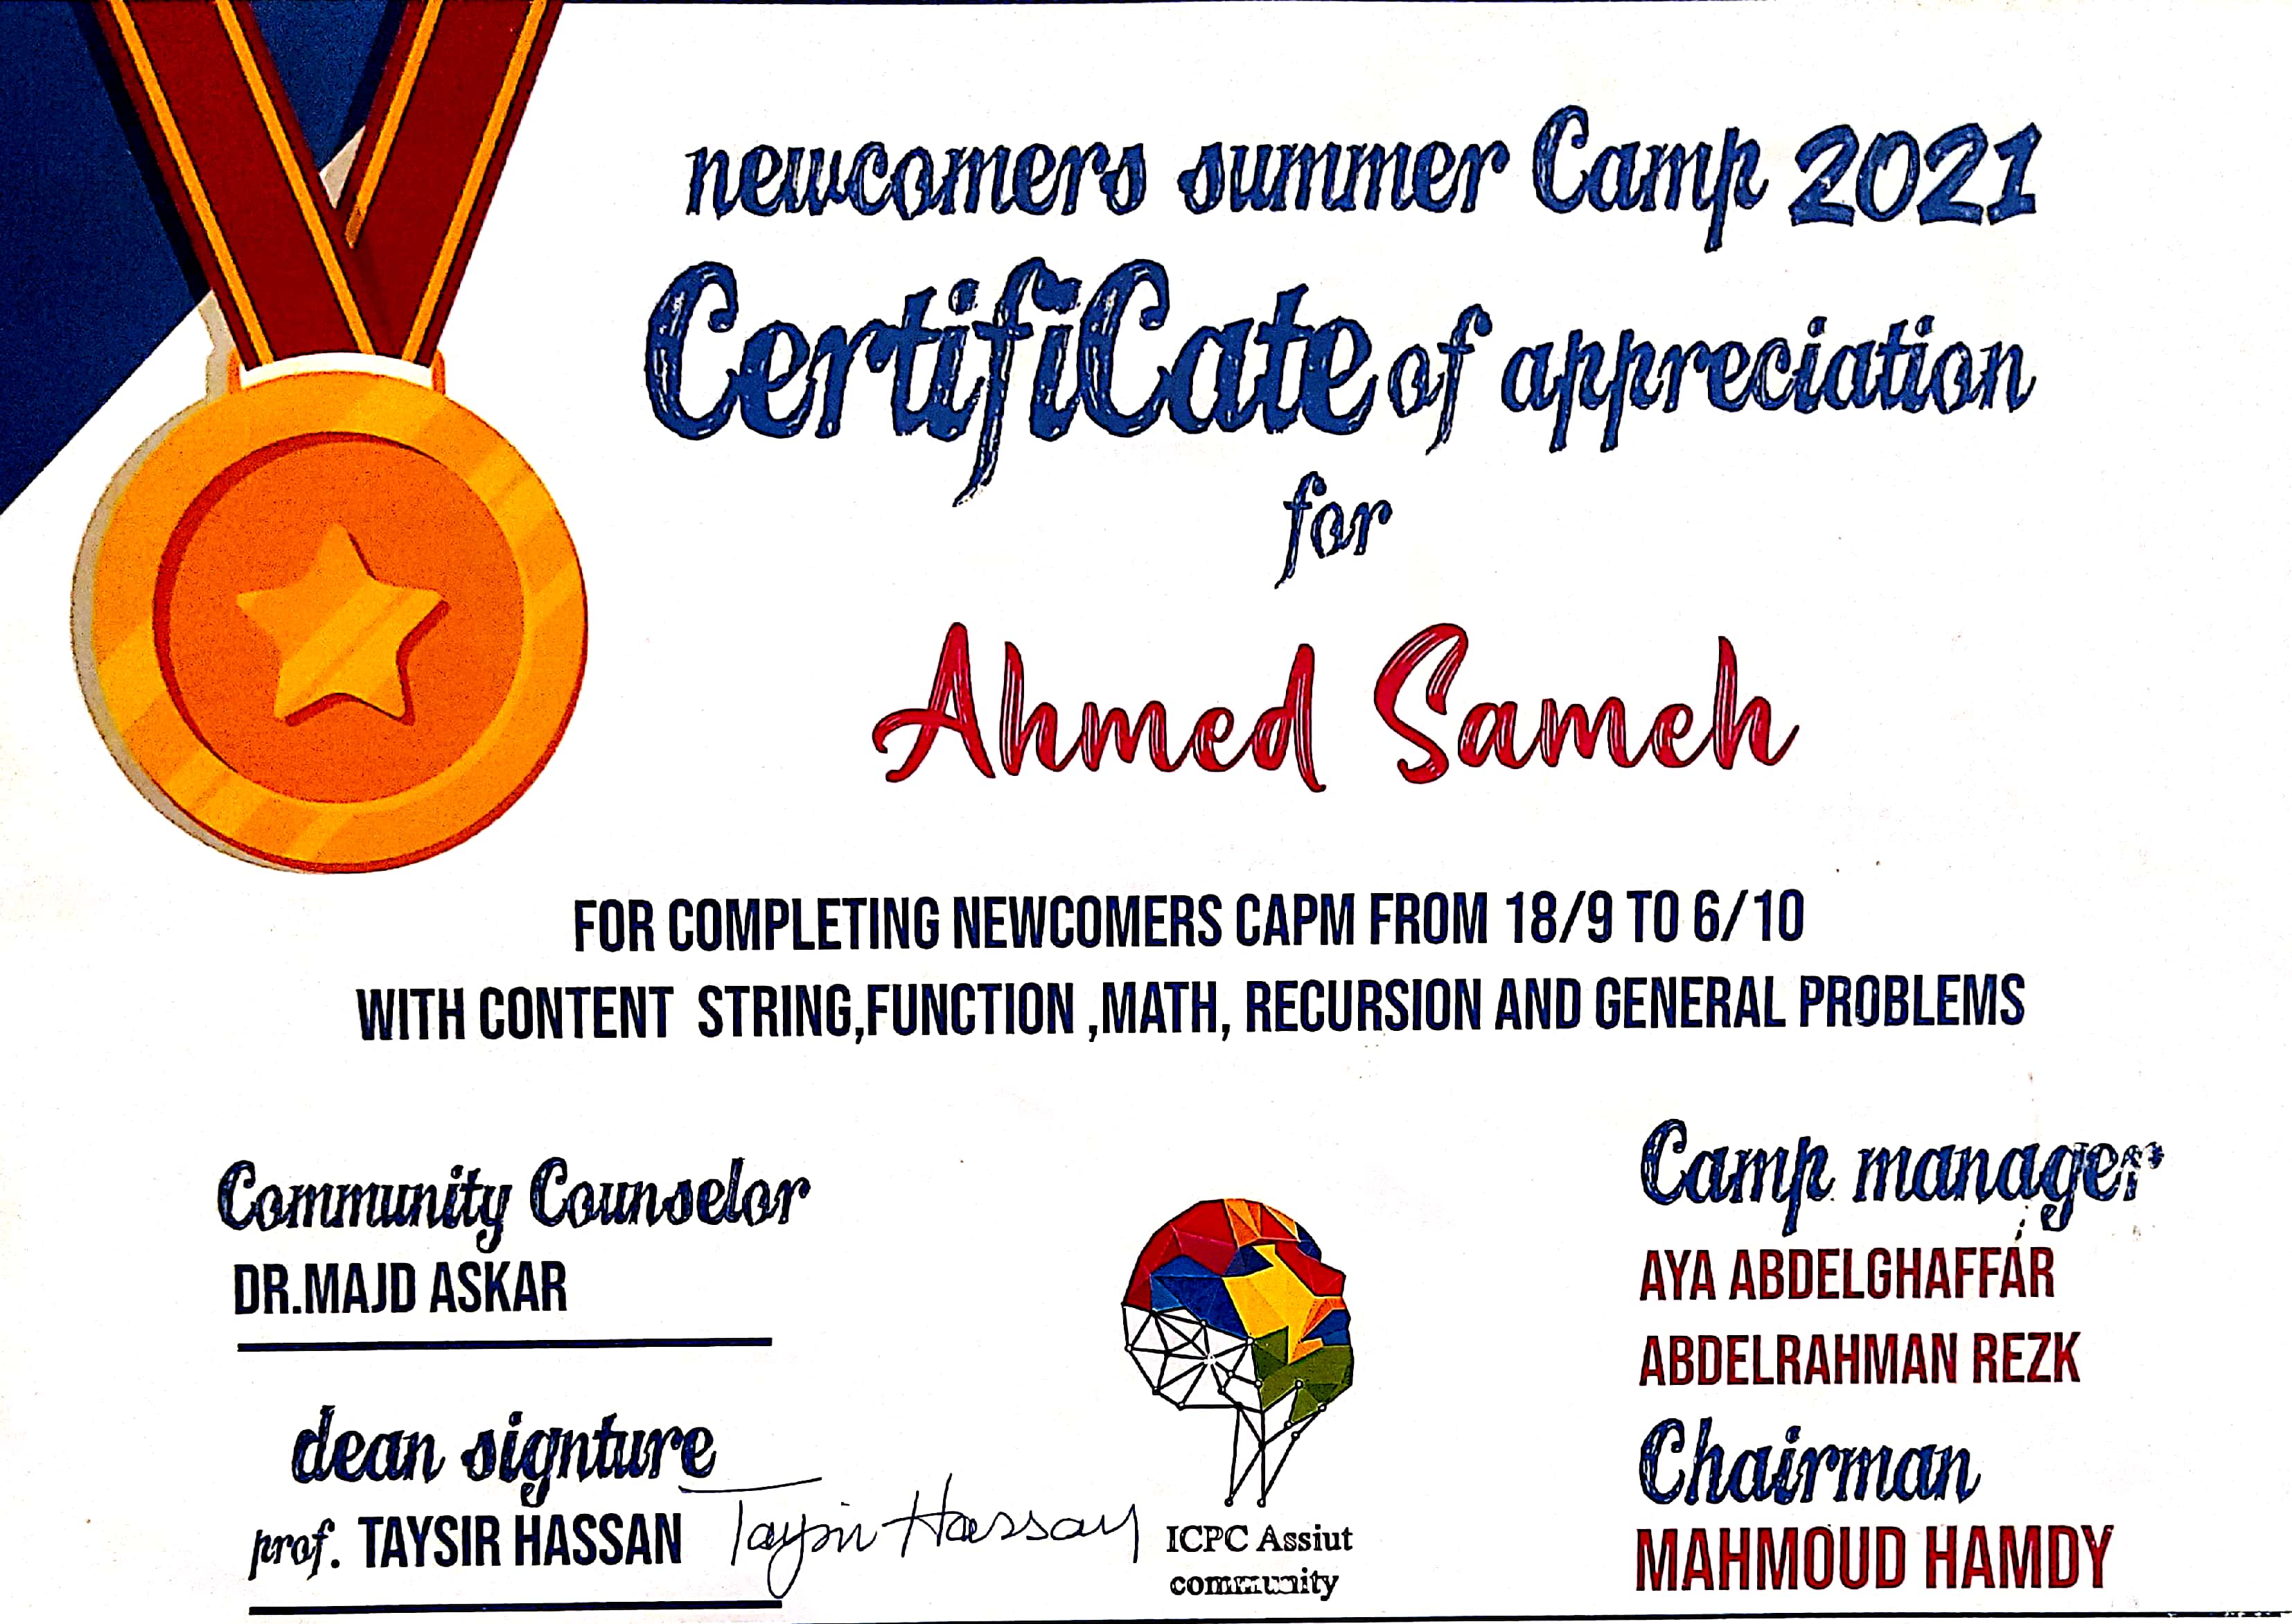 newcomers summer Camp 2021
CertifiCate of appreciation
for
Ahmed Sameh
FOR COMPLETING NEWCOMERS CAPM FROM 18/9 TO 6/10
WITH CONTENT STRING,FUNCTION ,MATH, RECURSION AND GENERAL PROBLEMS
Community Counselor
DR.MAJD ASKAR
dean signture
prof. TAYSIR HASSAN
Taysir Hassan
ICPC Assiut
community
Camp manager
AYA ABDELGHAFFAR
ABDELRAHMAN REZK
Chairman
MAHMOUD HAMDY